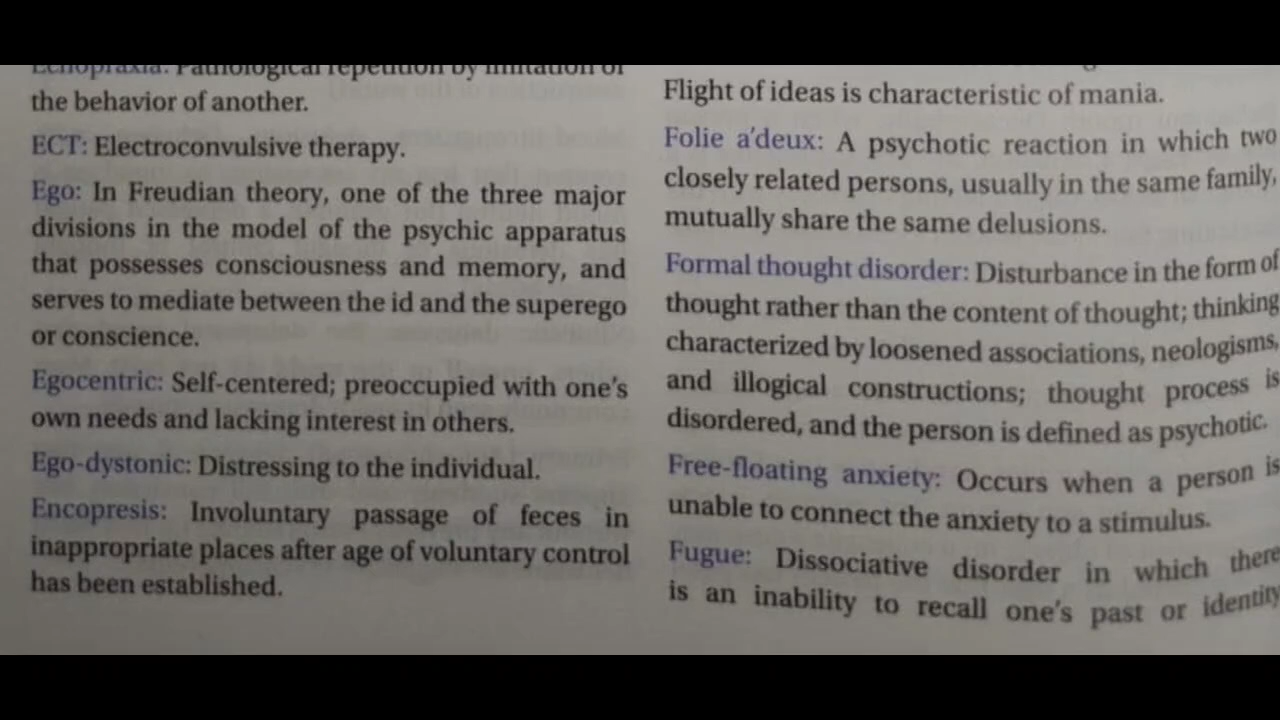 Echopraxia: Pathological repetition by imitation of
the behavior of another.
ECT: Electroconvulsive therapy.
Ego: In Freudian theory, one of the three major
divisions in the model of the psychic apparatus
that possesses consciousness and memory, and
serves to mediate between the id and the superego
or conscience.
Egocentric: Self-centered; preoccupied with one's
own needs and lacking interest in others.
Ego-dystonic: Distressing to the individual.
Encopresis: Involuntary passage of feces in
inappropriate places after age of voluntary control
has been established.
Flight of ideas is characteristic of mania.
Folie a'deux: A psychotic reaction in which two
closely related persons, usually in the same family,
mutually share the same delusions.
Formal thought disorder: Disturbance in the form of
thought rather than the content of thought; thinking
characterized by loosened associations, neologisms,
and illogical constructions; thought process is
disordered, and the person is defined as psychotic.
Free-floating anxiety: Occurs when a person is
unable to connect the anxiety to a stimulus.
Fugue: Dissociative disorder in which there
is an inability to recall one's past or identity